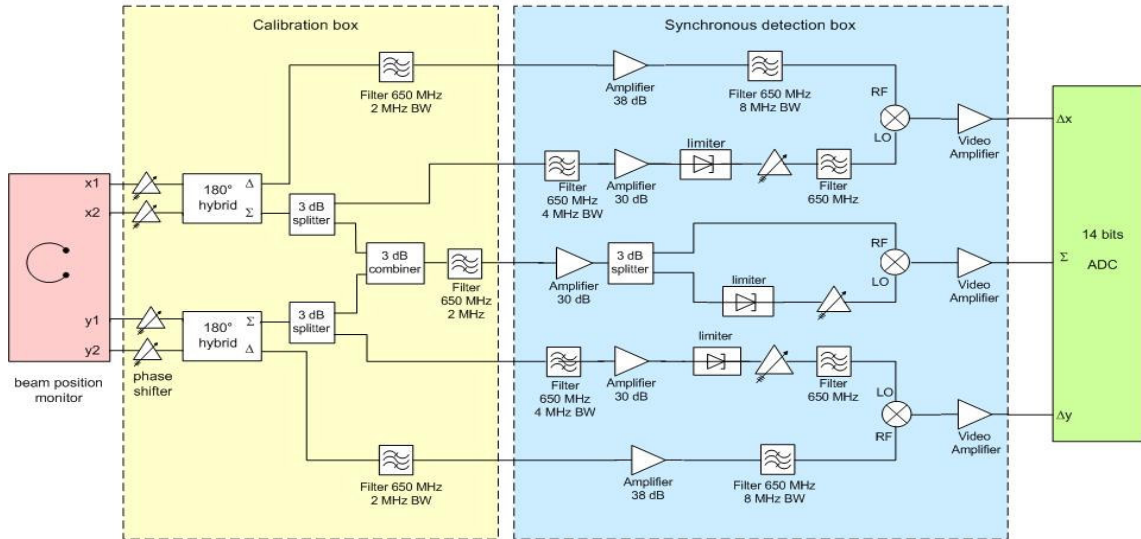 Calibration box
Synchronous detection box
Filter 650 MHz
2 MHz BW
Amplifier
38 dB
Filter 650 MHz
8 MHz BW
RF
LO
Video
Amplifier
Δx
x1
x2
180°
hybrid
Δ
Σ
3 dB
splitter
Filter
650 MHz
4 MHz BW
Amplifier
30 dB
limiter
Filter
650 MHz
3 dB
combiner
Filter
650 MHz
2 MHz
Amplifier
30 dB
3 dB
splitter
limiter
RF
LO
Video
Amplifier
Σ
14 bits
ADC
y1
y2
180°
hybrid
Σ
Δ
3 dB
splitter
beam position
monitor
phase
shifter
Filter
650 MHz
4 MHz BW
Amplifier
30 dB
limiter
Filter
650 MHz
LO
RF
Video
Amplifier
Δy
Filter 650 MHz
2 MHz BW
Amplifier
38 dB
Filter 650 MHz
8 MHz BW